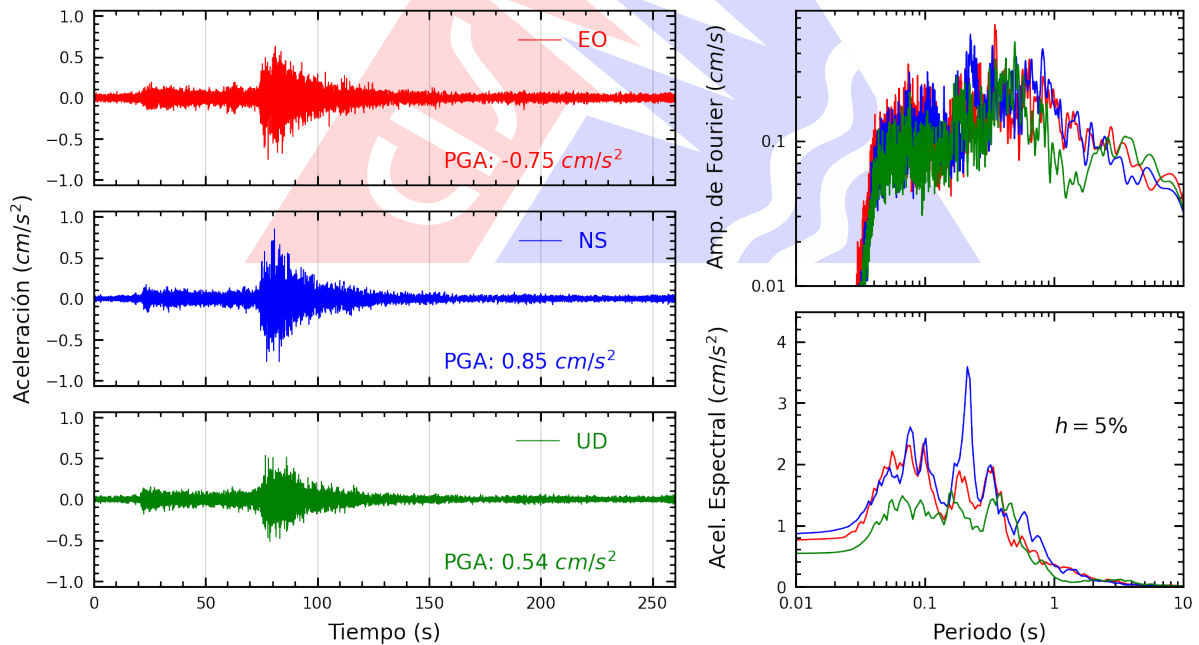 Aceleración (cm/s²)
1.0
0.5
0.0
−0.5
−1.0
EO
PGA: -0.75 cm/s²
1.0
0.5
0.0
−0.5
−1.0
NS
PGA: 0.85 cm/s²
1.0
0.5
0.0
−0.5
−1.0
UD
PGA: 0.54 cm/s²
0 50 100 150 200 250
Tiempo (s)
Amp. de Fourier (cm/s)
0.1
0.01
Acel. Espectral (cm/s²)
4
3
2
1
0
h = 5%
0.01 0.1 1 10
Periodo (s)